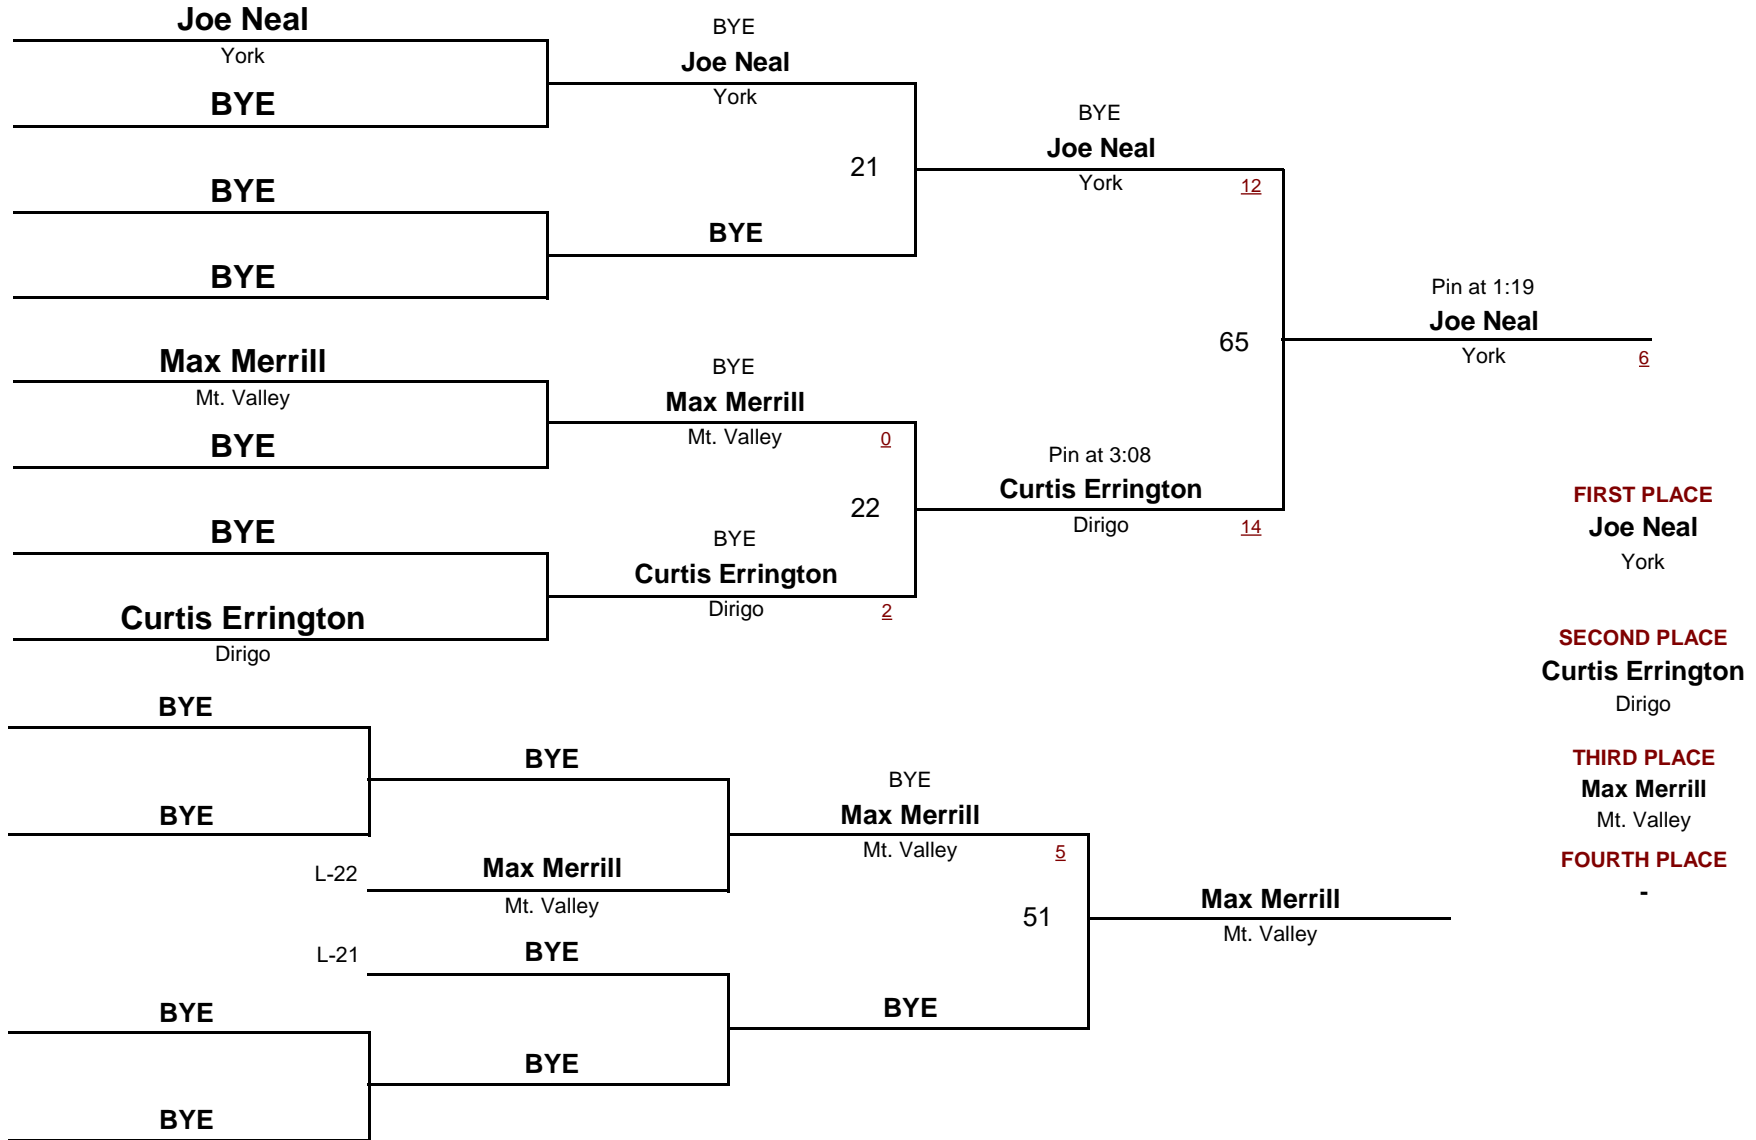 Joe Neal
York
BYE
BYE
BYE
Max Merrill
Mt. Valley
BYE
BYE
Curtis Errington
Dirigo
BYE
Joe Neal
York
21
BYE
BYE
Max Merrill
Mt. Valley 0
22
BYE
Curtis Errington
Dirigo 2
BYE
Joe Neal
York 12
65
Pin at 3:08
Curtis Errington
Dirigo 14
Pin at 1:19
Joe Neal
York 6
FIRST PLACE
Joe Neal
York
SECOND PLACE
Curtis Errington
Dirigo
THIRD PLACE
Max Merrill
Mt. Valley
FOURTH PLACE
-
BYE
BYE
BYE
L-22 Max Merrill
Mt. Valley
L-21 BYE
BYE
BYE
BYE
BYE
Max Merrill
Mt. Valley 5
51
BYE
Max Merrill
Mt. Valley